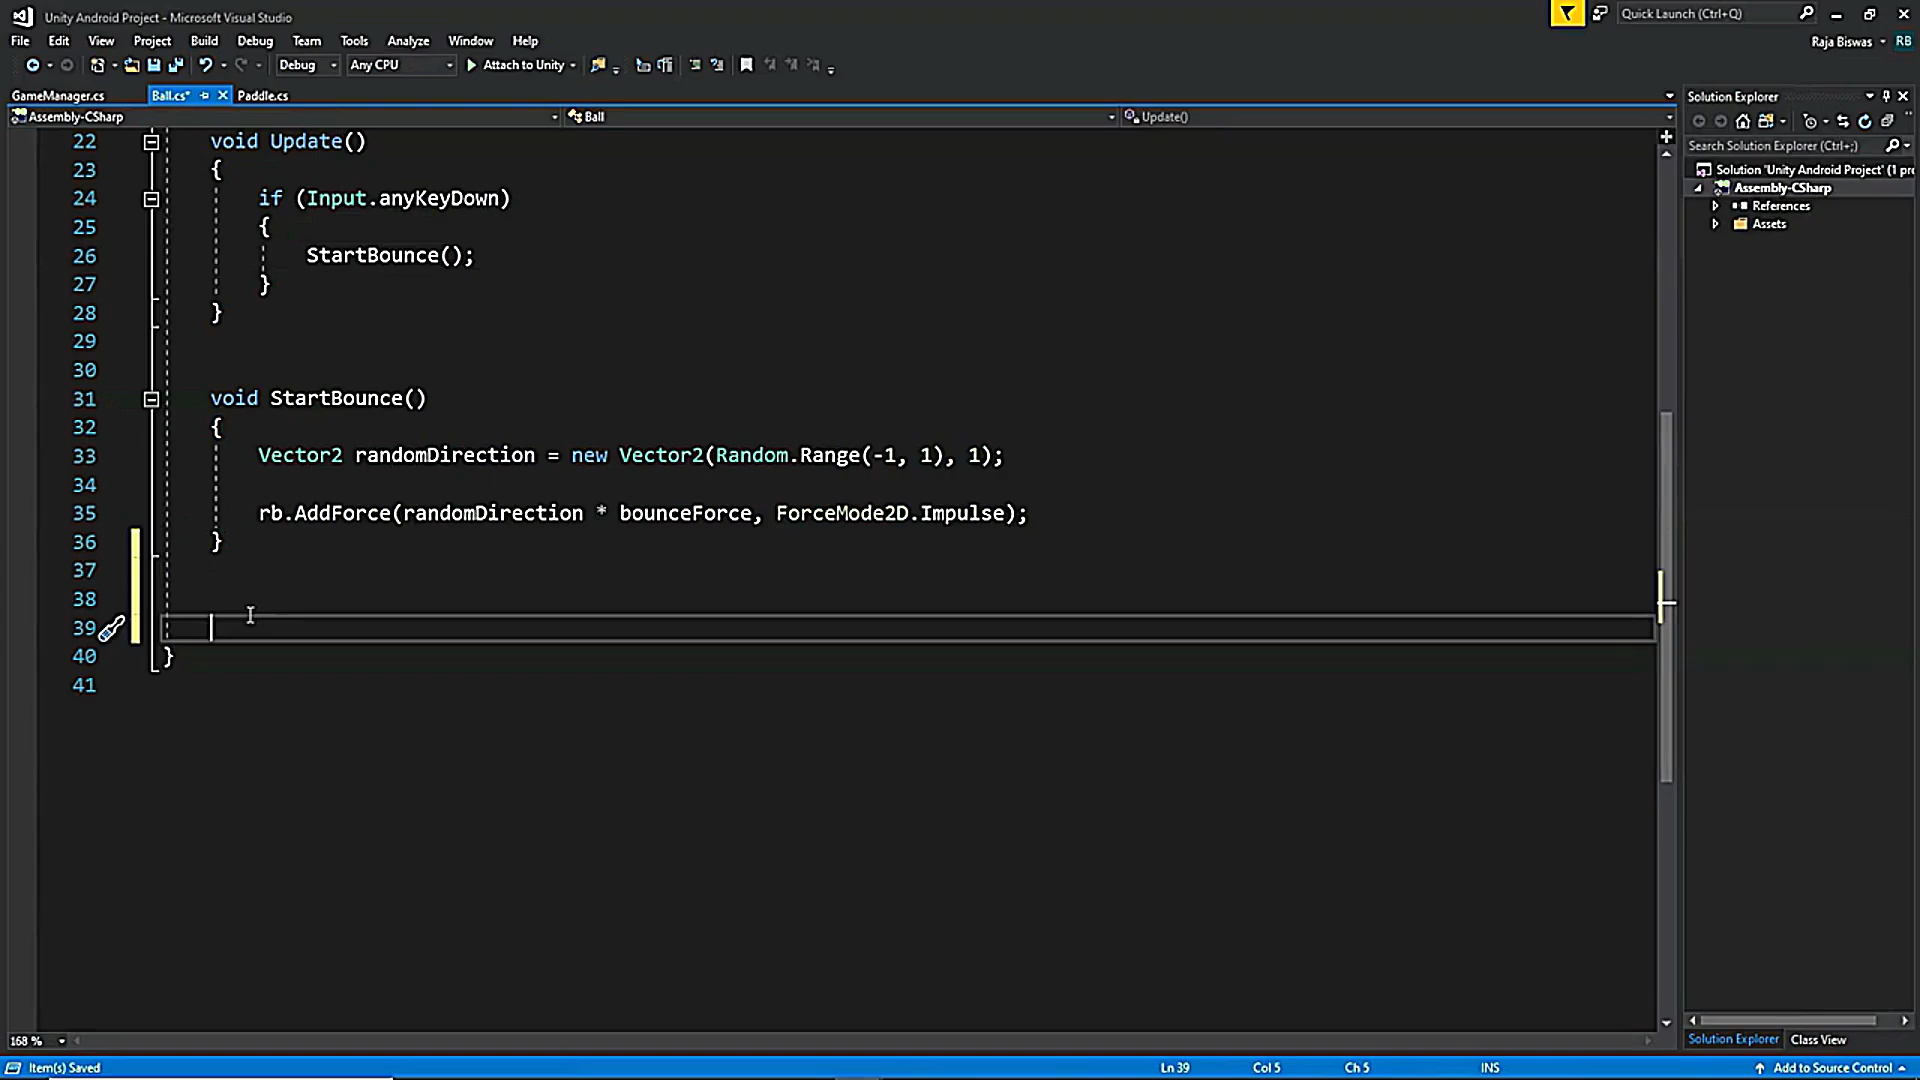 Unity Android Project - Microsoft Visual Studio
Quick Launch (Ctrl+Q)
File Edit View Project Build Debug Team Tools Analyze Window Help
Raja Biswas RB
Debug Any CPU Attach to Unity
GameManager.cs Ball.cs* Paddle.cs
Solution Explorer
Assembly-CSharp Ball Update()
Search Solution Explorer (Ctrl+;)
Solution 'Unity Android Project' (1 pr
Assembly-CSharp
References
Assets
22 void Update()
23 {
24 if (Input.anyKeyDown)
25 {
26 StartBounce();
27 }
28 }
29
30
31 void StartBounce()
32 {
33 Vector2 randomDirection = new Vector2(Random.Range(-1, 1), 1);
34
35 rb.AddForce(randomDirection * bounceForce, ForceMode2D.Impulse);
36 }
37
38
39
40 }
41
168 %
Solution Explorer Class View
Item(s) Saved Ln 39 Col 5 Ch 5 INS Add to Source Control